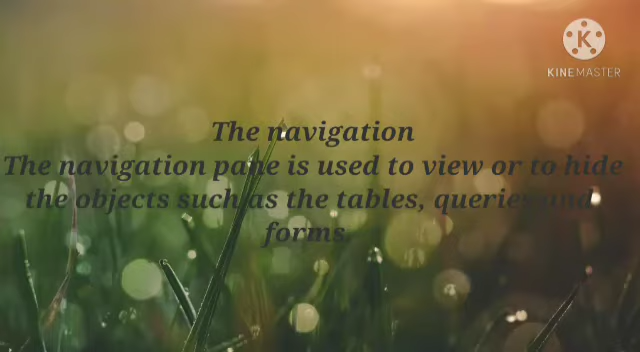 KINEMASTER
The navigation
The navigation pane is used to view or to hide
the objects such as the tables, queries and
forms.